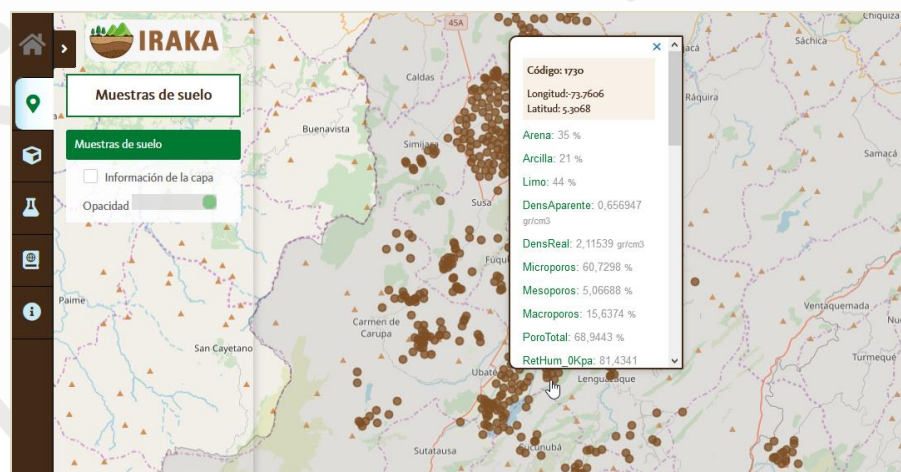 IRAKA
Muestras de suelo
Muestras de suelo
Información de la capa
Opacidad
Paime
San Cayetano
Buenavista
Caldas
45A
Simijaca
Susa
Carmen de
Carupa
Ubaté
Sutatausa
Cucunubá
×
Código: 1730
Longitud:-73.7606
Latitud: 5.3068
Arena: 35 %
Arcilla: 21 %
Limo: 44 %
DensAparente: 0,656947
gr/cm3
DensReal: 2,11539 gr/cm3
Microporos: 60,7298 %
Mesoporos: 5,06688 %
Macroporos: 15,6374 %
PoroTotal: 68,9443 %
RetHum_0Kpa: 81,4341
Chiquiza
Sáchica
Ráquira
Samacá
Ventaquemada
Turmequé